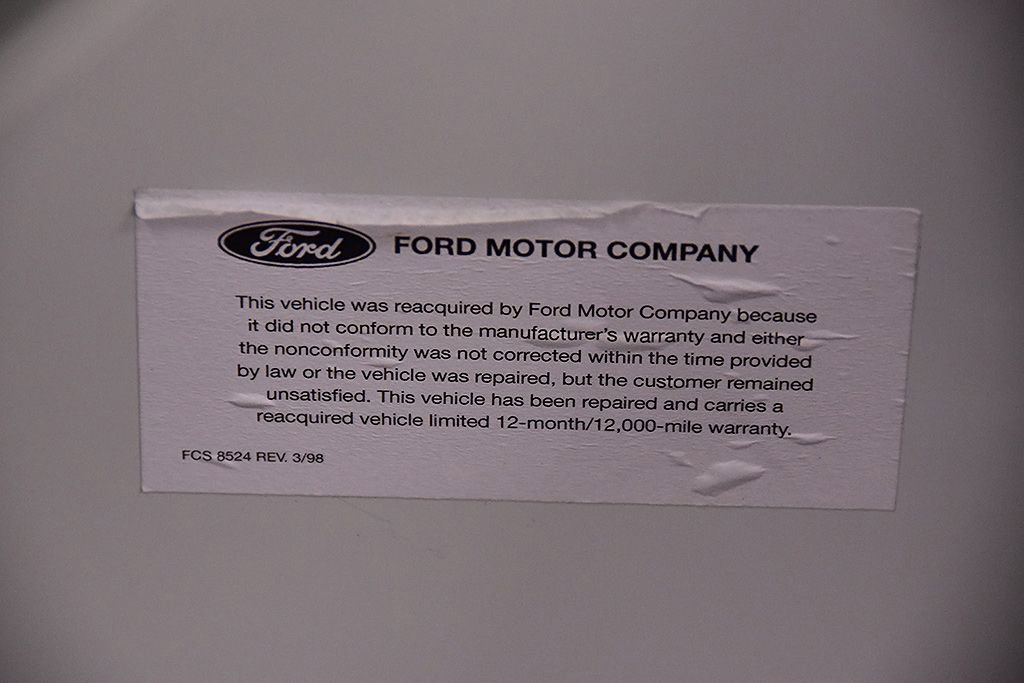 Ford FORD MOTOR COMPANY
This vehicle was reacquired by Ford Motor Company because
it did not conform to the manufacturer's warranty and either
the nonconformity was not corrected within the time provided
by law or the vehicle was repaired, but the customer remained
unsatisfied. This vehicle has been repaired and carries a
reacquired vehicle limited 12-month/12,000-mile warranty.
FCS 8524 REV. 3/98